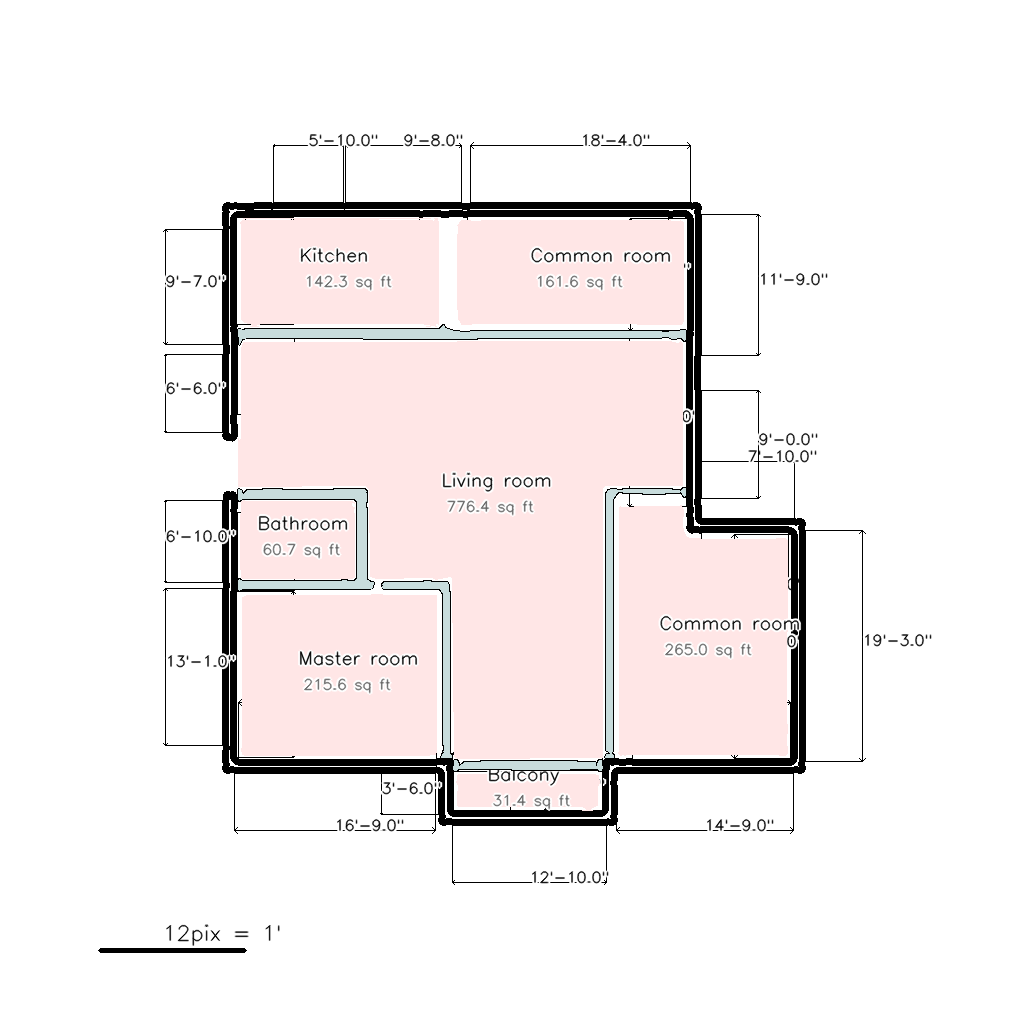 5'-10.0" 9'-8.0" 18'-4.0"
Kitchen
142.3 sq ft
Common room
161.6 sq ft
9'-7.0"
11'-9.0"
6'-6.0"
9'-0.0"
7'-10.0"
Living room
776.4 sq ft
Bathroom
60.7 sq ft
6'-10.0"
Common room
265.0 sq ft
19'-3.0"
Master room
215.6 sq ft
13'-1.0"
Balcony
31.4 sq ft
3'-6.0"
16'-9.0"
14'-9.0"
12'-10.0"
12pix = 1'